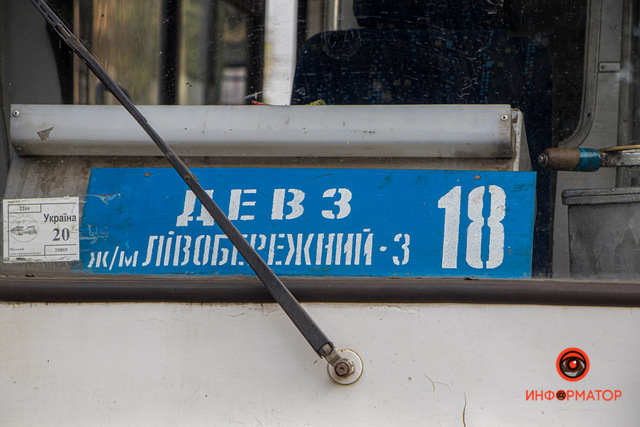 ДЕВЗ
ж/м ЛІВОБЕРЕЖНИЙ-3
18
Україна
20
ИНФОРМАТОР